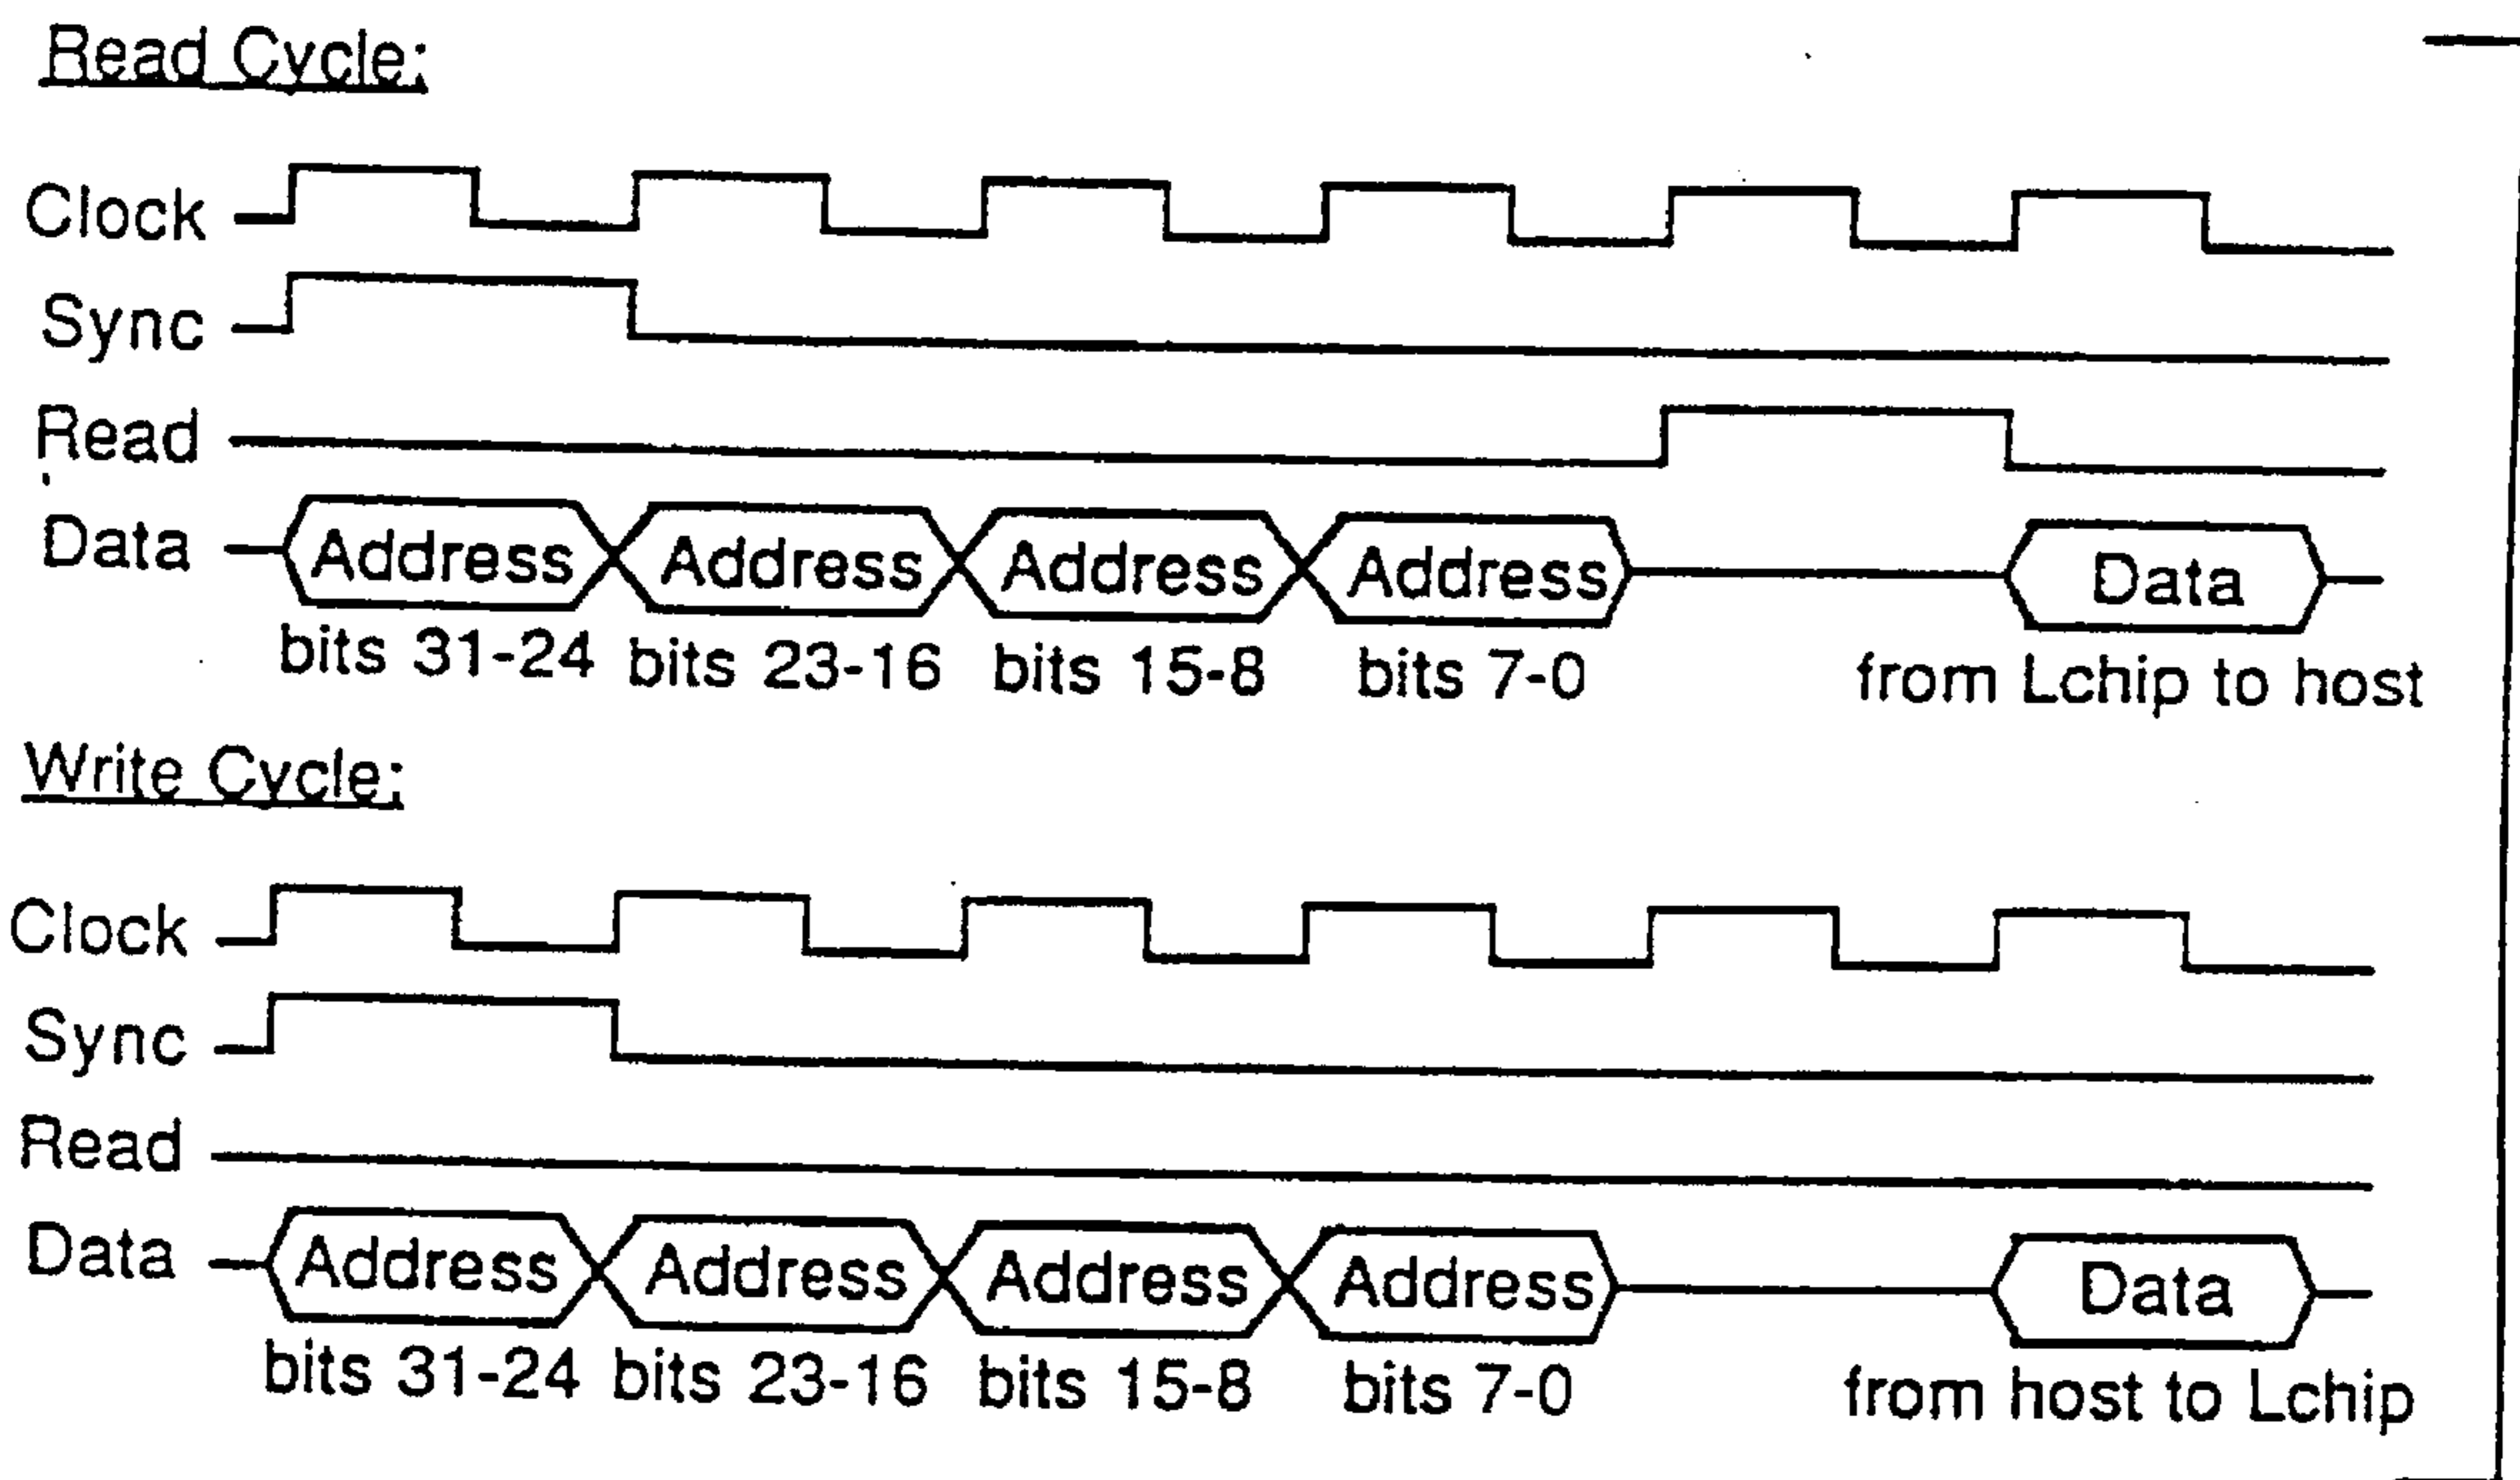 Read Cycle:
Clock
Sync
Read
Data Address Address Address Address Data
bits 31-24 bits 23-16 bits 15-8 bits 7-0 from Lchip to host
Write Cycle:
Clock
Sync
Read
Data Address Address Address Address Data
bits 31-24 bits 23-16 bits 15-8 bits 7-0 from host to Lchip